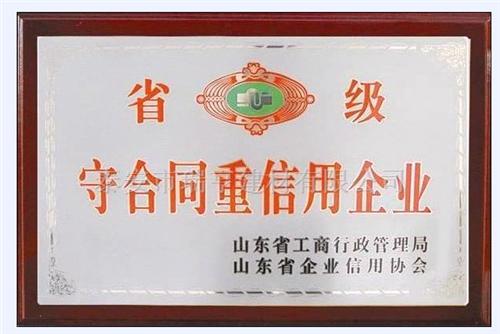 省 级
守合同重信用企业
山东省工商行政管理局
山东省企业信用协会